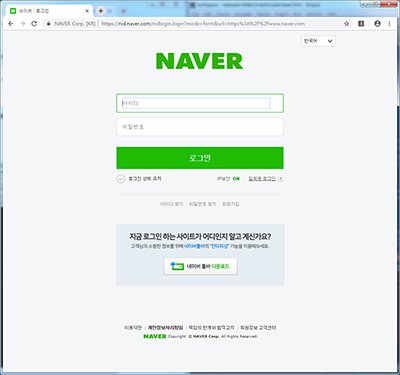 네이버 : 로그인
NAVER Corp. [KR] https://nid.naver.com/nidlogin.login?mode=form&url=https%3A%2F%2Fwww.naver.com
한국어
NAVER
아이디
비밀번호
로그인
로그인 상태 유지 IP보안 ON 일회용 로그인
아이디 찾기 비밀번호 찾기 회원가입
지금 로그인 하는 사이트가 어디인지 알고 계신가요?
고객님의 소중한 정보를 위해 네이버툴바의 "안티피싱" 기능을 이용해보세요.
네이버 툴바 다운로드
이용약관 개인정보처리방침 책임의 한계와 법적고지 회원정보 고객센터
NAVER Copyright © NAVER Corp. All Rights Reserved.